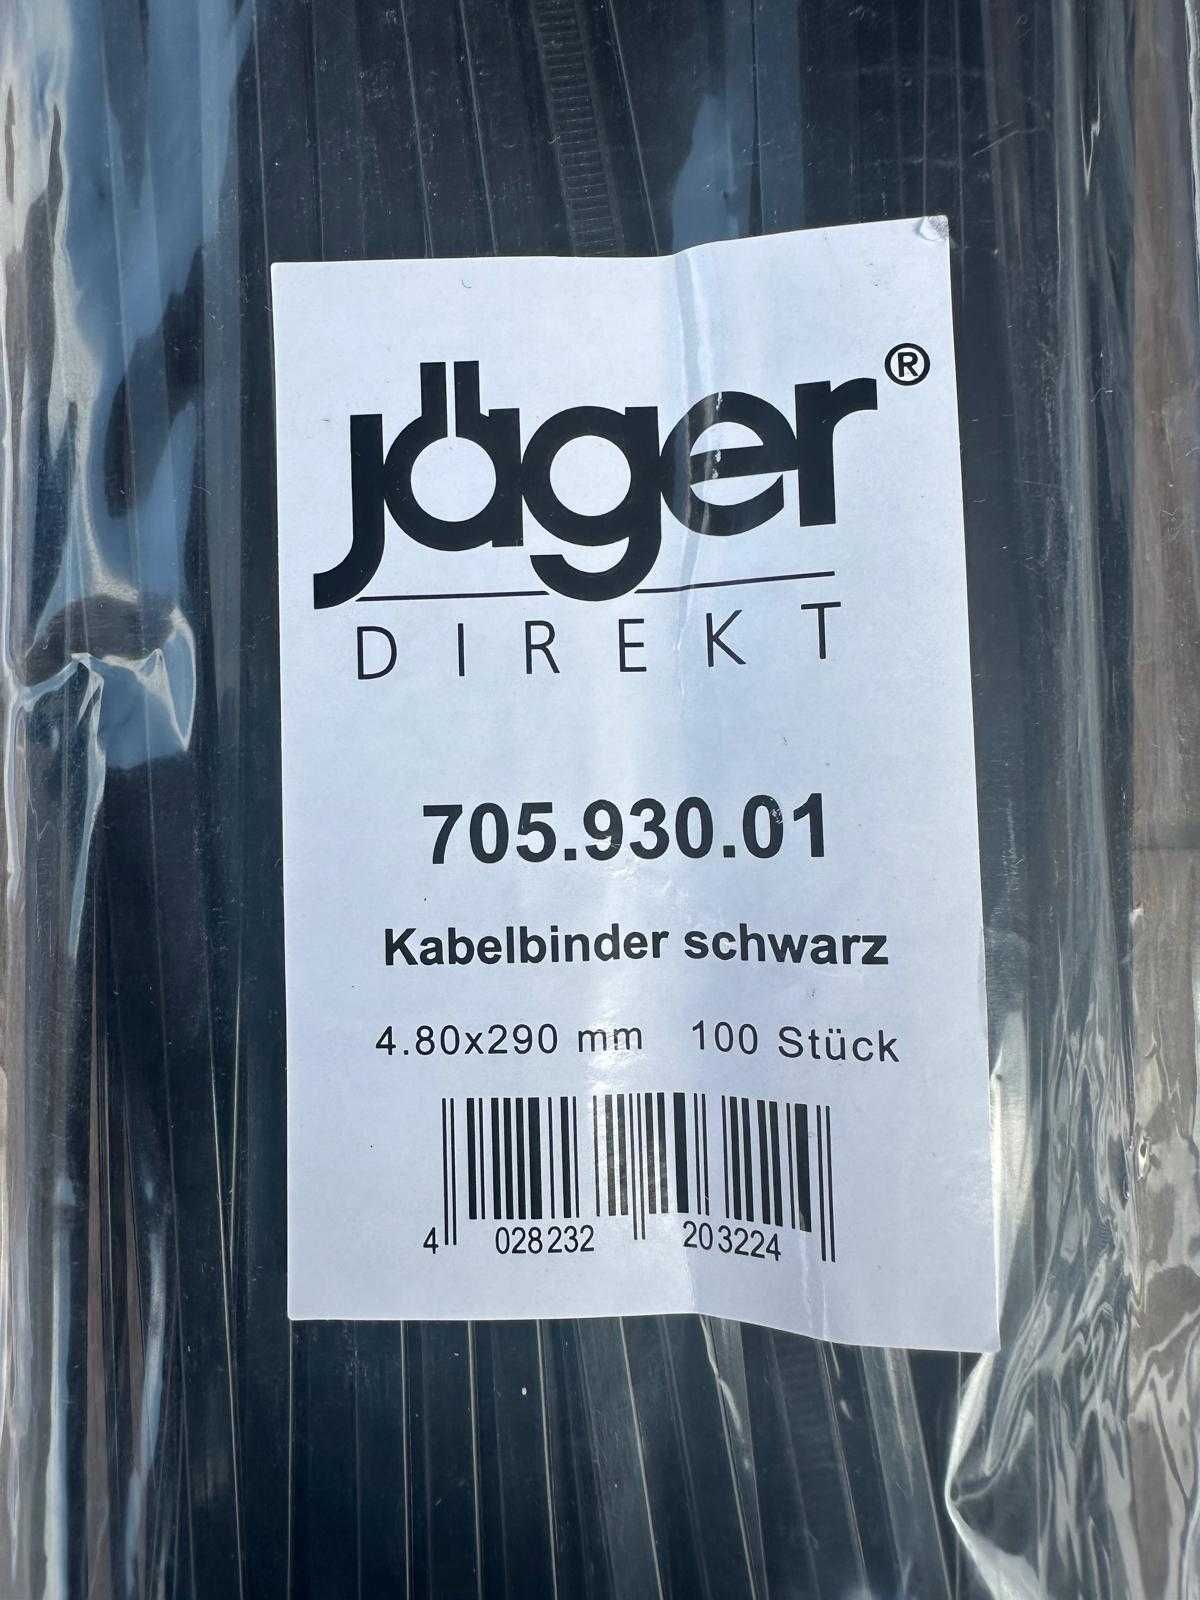 jäger®
DIREKT
705.930.01
Kabelbinder schwarz
4.80x290 mm 100 Stück
4 028232 203224